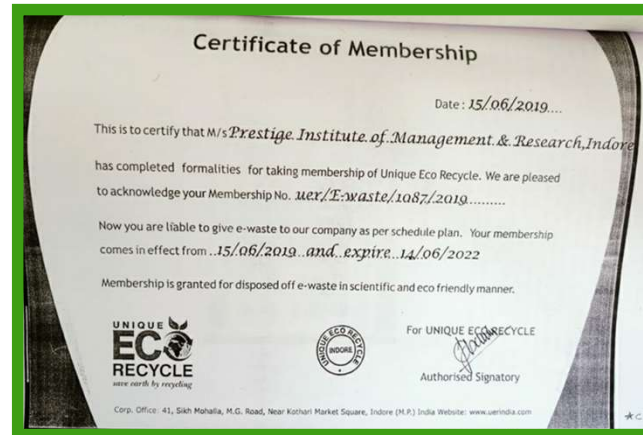 Certificate of Membership
Date : 15/06/2019....
This is to certify that M/s Prestige Institute of Management & Research, Indore
has completed formalities for taking membership of Unique Eco Recycle. We are pleased
to acknowledge your Membership No. uer/E-waste/1087/2019.........
Now you are liable to give e-waste to our company as per schedule plan. Your membership
comes in effect from ..15/06/2019..and..expire..14/06/2022
Membership is granted for disposed off e-waste in scientific and eco friendly manner.
UNIQUE
ECO
RECYCLE
save earth by recycling
UNIQUE ECO RECYCLE
INDORE
For UNIQUE ECO RECYCLE
Authorised Signatory
Corp. Office: 41, Sikh Mohalla, M.G. Road, Near Kothari Market Square, Indore (M.P.) India Website: www.uerindia.com